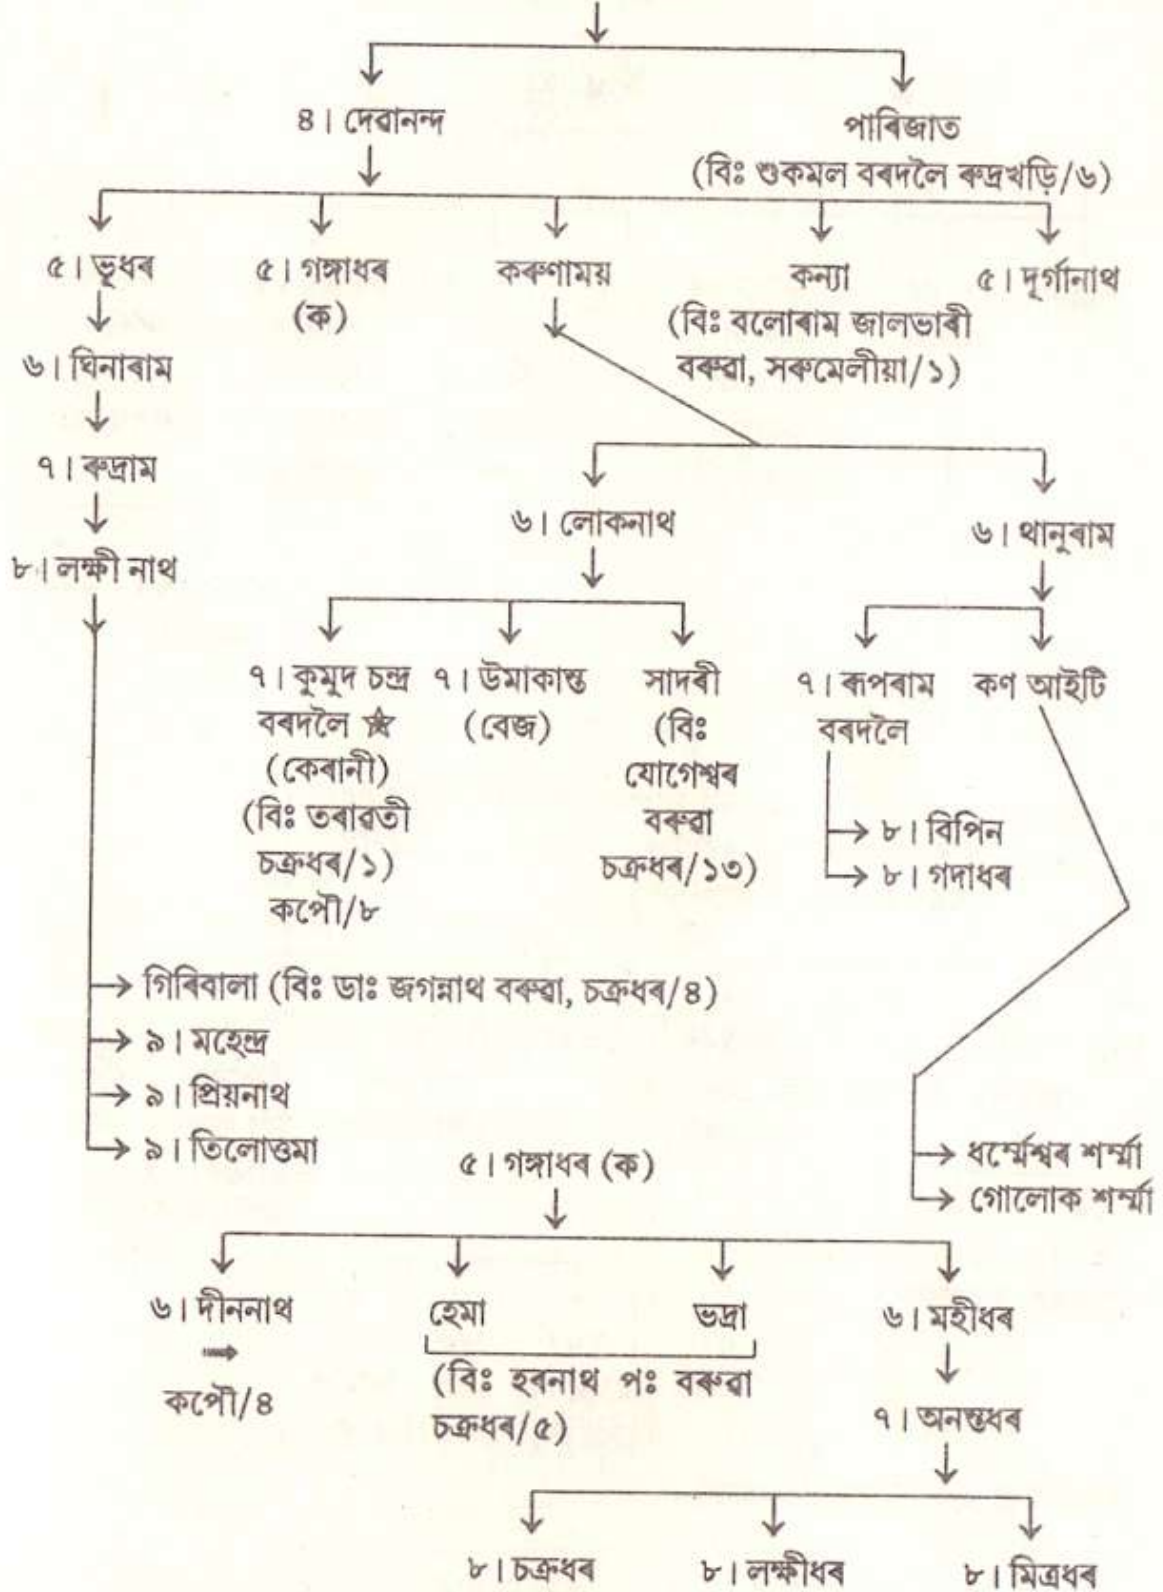 ৪। দেৱানন্দ
পাৰিজাত
(বিঃ শুকমল বৰদলৈ ৰুদ্ৰখড়ি/৬)
৫। ভূধৰ
৫। গঙ্গাধৰ
(ক)
কৰুণাময়
কন্যা
(বিঃ বলোৰাম জালভাৰী
বৰুৱা, সৰুমেলীয়া/১)
৫। দূৰ্গানাথ
৬। ঘিনাৰাম
৭। ৰুদ্ৰাম
৮। লক্ষী নাথ
৬। লোকনাথ
৬। থানুৰাম
৭। কুমুদ চন্দ্ৰ
বৰদলৈ ★
(কেৰানী)
(বিঃ তৰাৱতী
চক্ৰধৰ/১)
কপৌ/৮
৭। উমাকান্ত
(বেজ)
সাদৰী
(বিঃ
যোগেশ্বৰ
বৰুৱা
চক্ৰধৰ/১৩)
৭। ৰূপৰাম
বৰদলৈ
কণ আইটি
৮। বিপিন
৮। গদাধৰ
গিৰিবালা (বিঃ ডাঃ জগন্নাথ বৰুৱা, চক্ৰধৰ/৪)
৯। মহেন্দ্ৰ
৯। প্ৰিয়নাথ
৯। তিলোত্তমা
ধৰ্ম্মেশ্বৰ শৰ্ম্মা
গোলোক শৰ্ম্মা
৫। গঙ্গাধৰ (ক)
৬। দীননাথ
কপৌ/৪
হেমা
ভদ্ৰা
(বিঃ হৰনাথ পঃ বৰুৱা
চক্ৰধৰ/৫)
৬। মহীধৰ
৭। অনন্তধৰ
৮। চক্ৰধৰ
৮। লক্ষীধৰ
৮। মিত্ৰধৰ